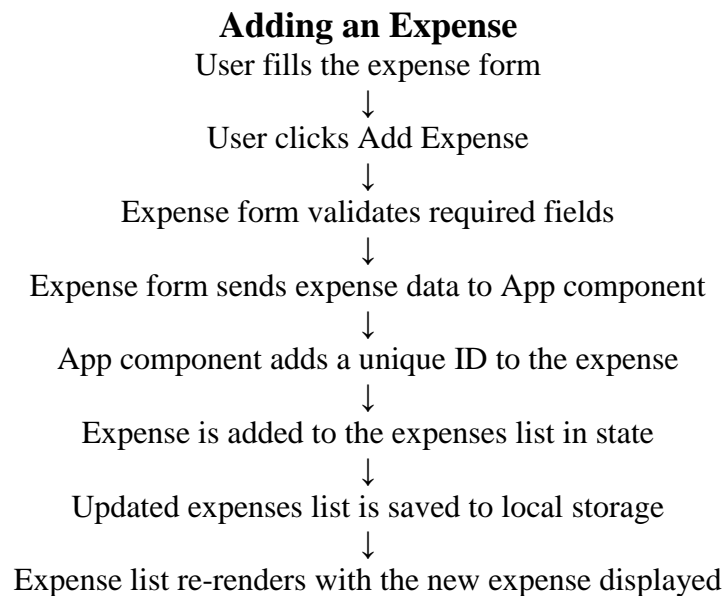 Adding an Expense
User fills the expense form
↓
User clicks Add Expense
↓
Expense form validates required fields
↓
Expense form sends expense data to App component
↓
App component adds a unique ID to the expense
↓
Expense is added to the expenses list in state
↓
Updated expenses list is saved to local storage
↓
Expense list re-renders with the new expense displayed